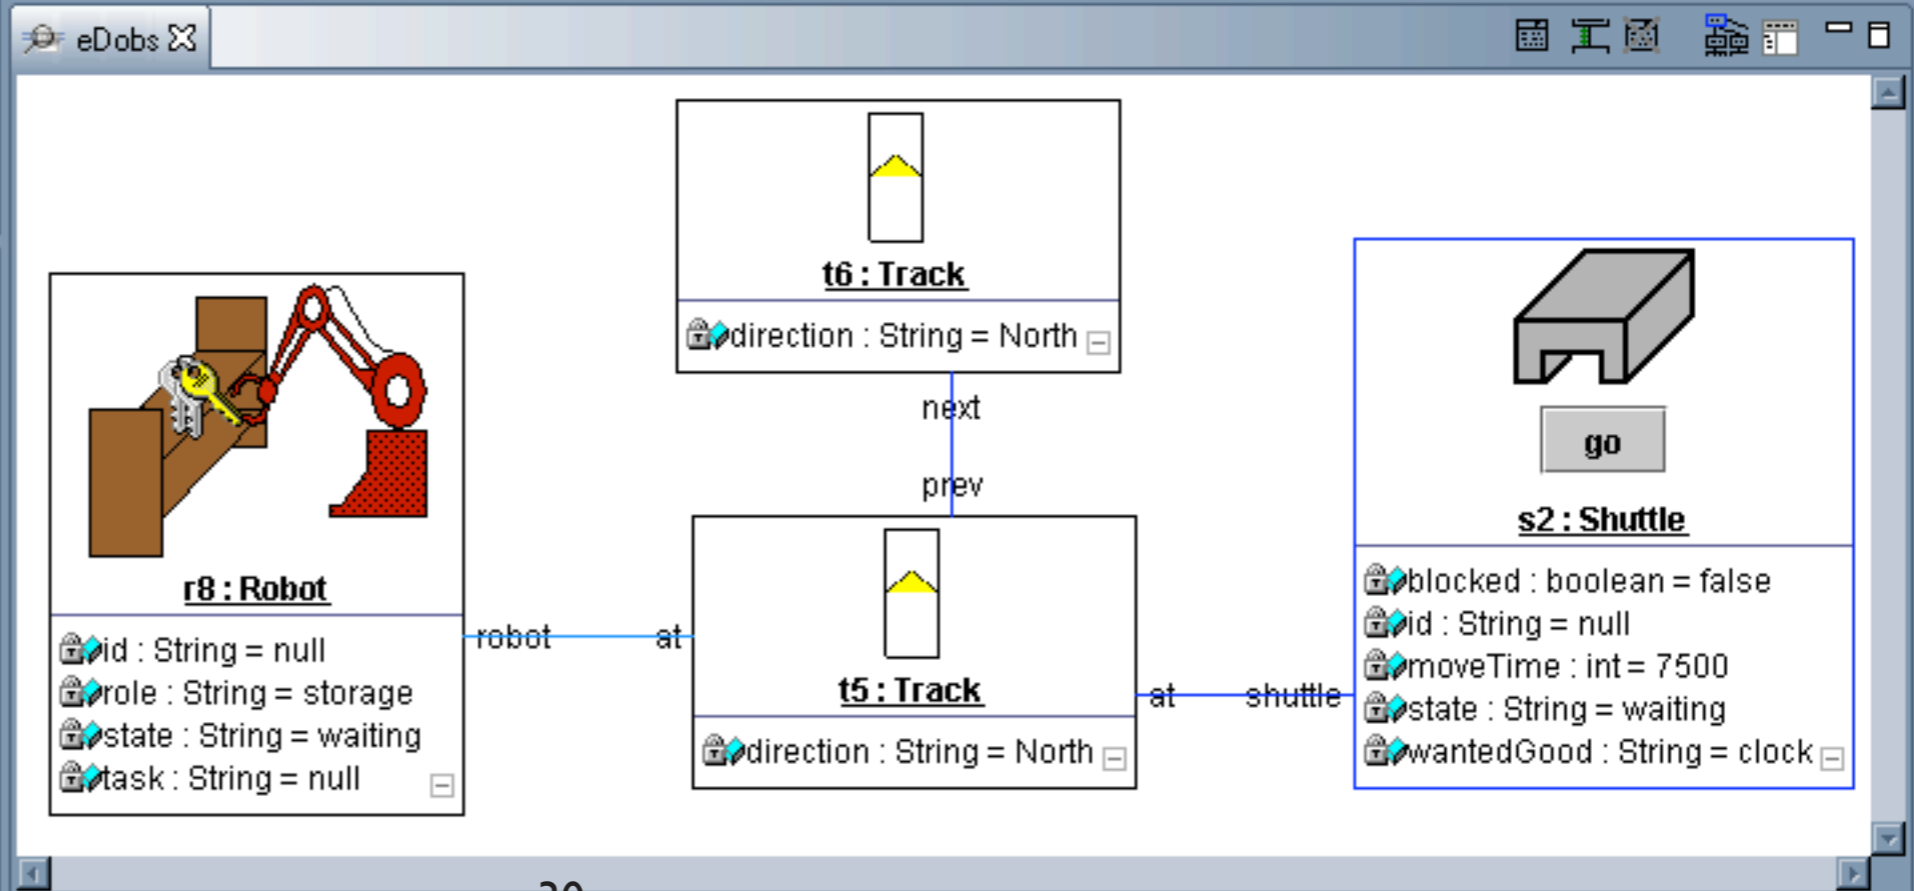 eDobs
t6 : Track
direction : String = North
next
prev
r8 : Robot
id : String = null
role : String = storage
state : String = waiting
task : String = null
robot
at
t5 : Track
direction : String = North
at
shuttle
go
s2 : Shuttle
blocked : boolean = false
id : String = null
moveTime : int = 7500
state : String = waiting
wantedGood : String = clock